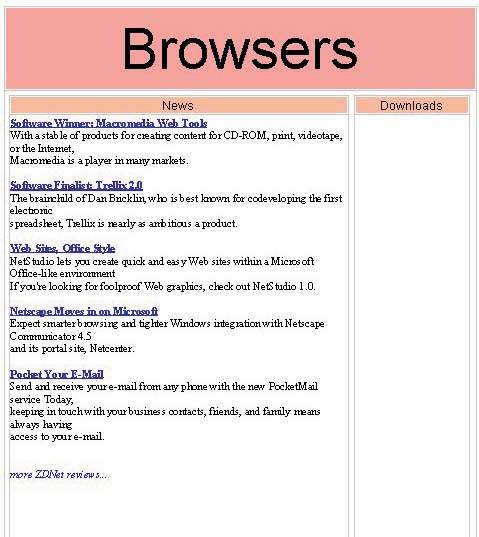 Browsers
News
Downloads
Software Winner: Macromedia Web Tools
With a stable of products for creating content for CD-ROM, print, videotape,
or the Internet,
Macromedia is a player in many markets.
Software Finalist: Trellix 2.0
The brainchild of Dan Bricklin, who is best known for codeveloping the first
electronic
spreadsheet, Trellix is nearly as ambitious a product.
Web Sites, Office Style
NetStudio lets you create quick and easy Web sites within a Microsoft
Office-like environment
If you're looking for foolproof Web graphics, check out NetStudio 1.0.
Netscape Moves in on Microsoft
Expect smarter browsing and tighter Windows integration with Netscape
Communicator 4.5
and its portal site, Netcenter.
Pocket Your E-Mail
Send and receive your e-mail from any phone with the new PocketMail
service Today,
keeping in touch with your business contacts, friends, and family means
always having
access to your e-mail.
more ZDNet reviews...